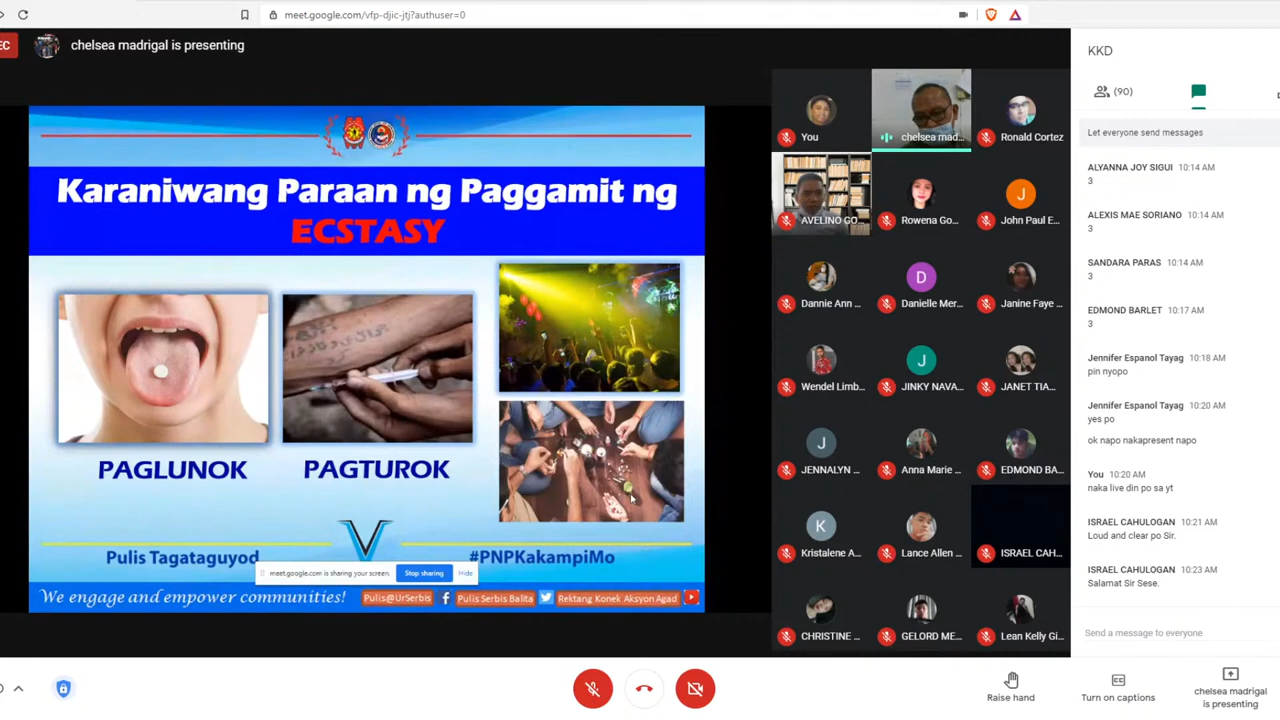 meet.google.com/vfp-djic-jtj?authuser=0
EC
chelsea madrigal is presenting
Karaniwang Paraan ng Paggamit ng
ECSTASY
PAGLUNOK
PAGTUROK
V
Pulis Tagataguyod
#PNPKakampiMo
meet.google.com is sharing your screen.
Stop sharing
Hide
We engage and empower communities!
Pulis@UrSerbis
Pulis Serbis Balita
Rektang Konek Aksyon Agad
You
chelsea mad...
Ronald Cortez
AVELINO GO...
Rowena Go...
J
John Paul E...
Dannie Ann ...
D
Danielle Mer...
Janine Faye ...
Wendel Limb...
J
JINKY NAVA...
JANET TIA...
J
JENNALYN ...
Anna Marie ...
EDMOND BA...
K
Kristalene A...
Lance Allen ...
ISRAEL CAH...
CHRISTINE ...
GELORD ME...
Lean Kelly Gi...
KKD
(90)
Let everyone send messages
ALYANNA JOY SIGUI 10:14 AM
3
ALEXIS MAE SORIANO 10:14 AM
3
SANDARA PARAS 10:14 AM
3
EDMOND BARLET 10:17 AM
3
Jennifer Espanol Tayag 10:18 AM
pin nyopo
Jennifer Espanol Tayag 10:20 AM
yes po
ok napo nakapresent napo
You 10:20 AM
naka live din po sa yt
ISRAEL CAHULOGAN 10:21 AM
Loud and clear po Sir.
ISRAEL CAHULOGAN 10:23 AM
Salamat Sir Sese.
Send a message to everyone
Raise hand
CC
Turn on captions
chelsea madrigal
is presenting